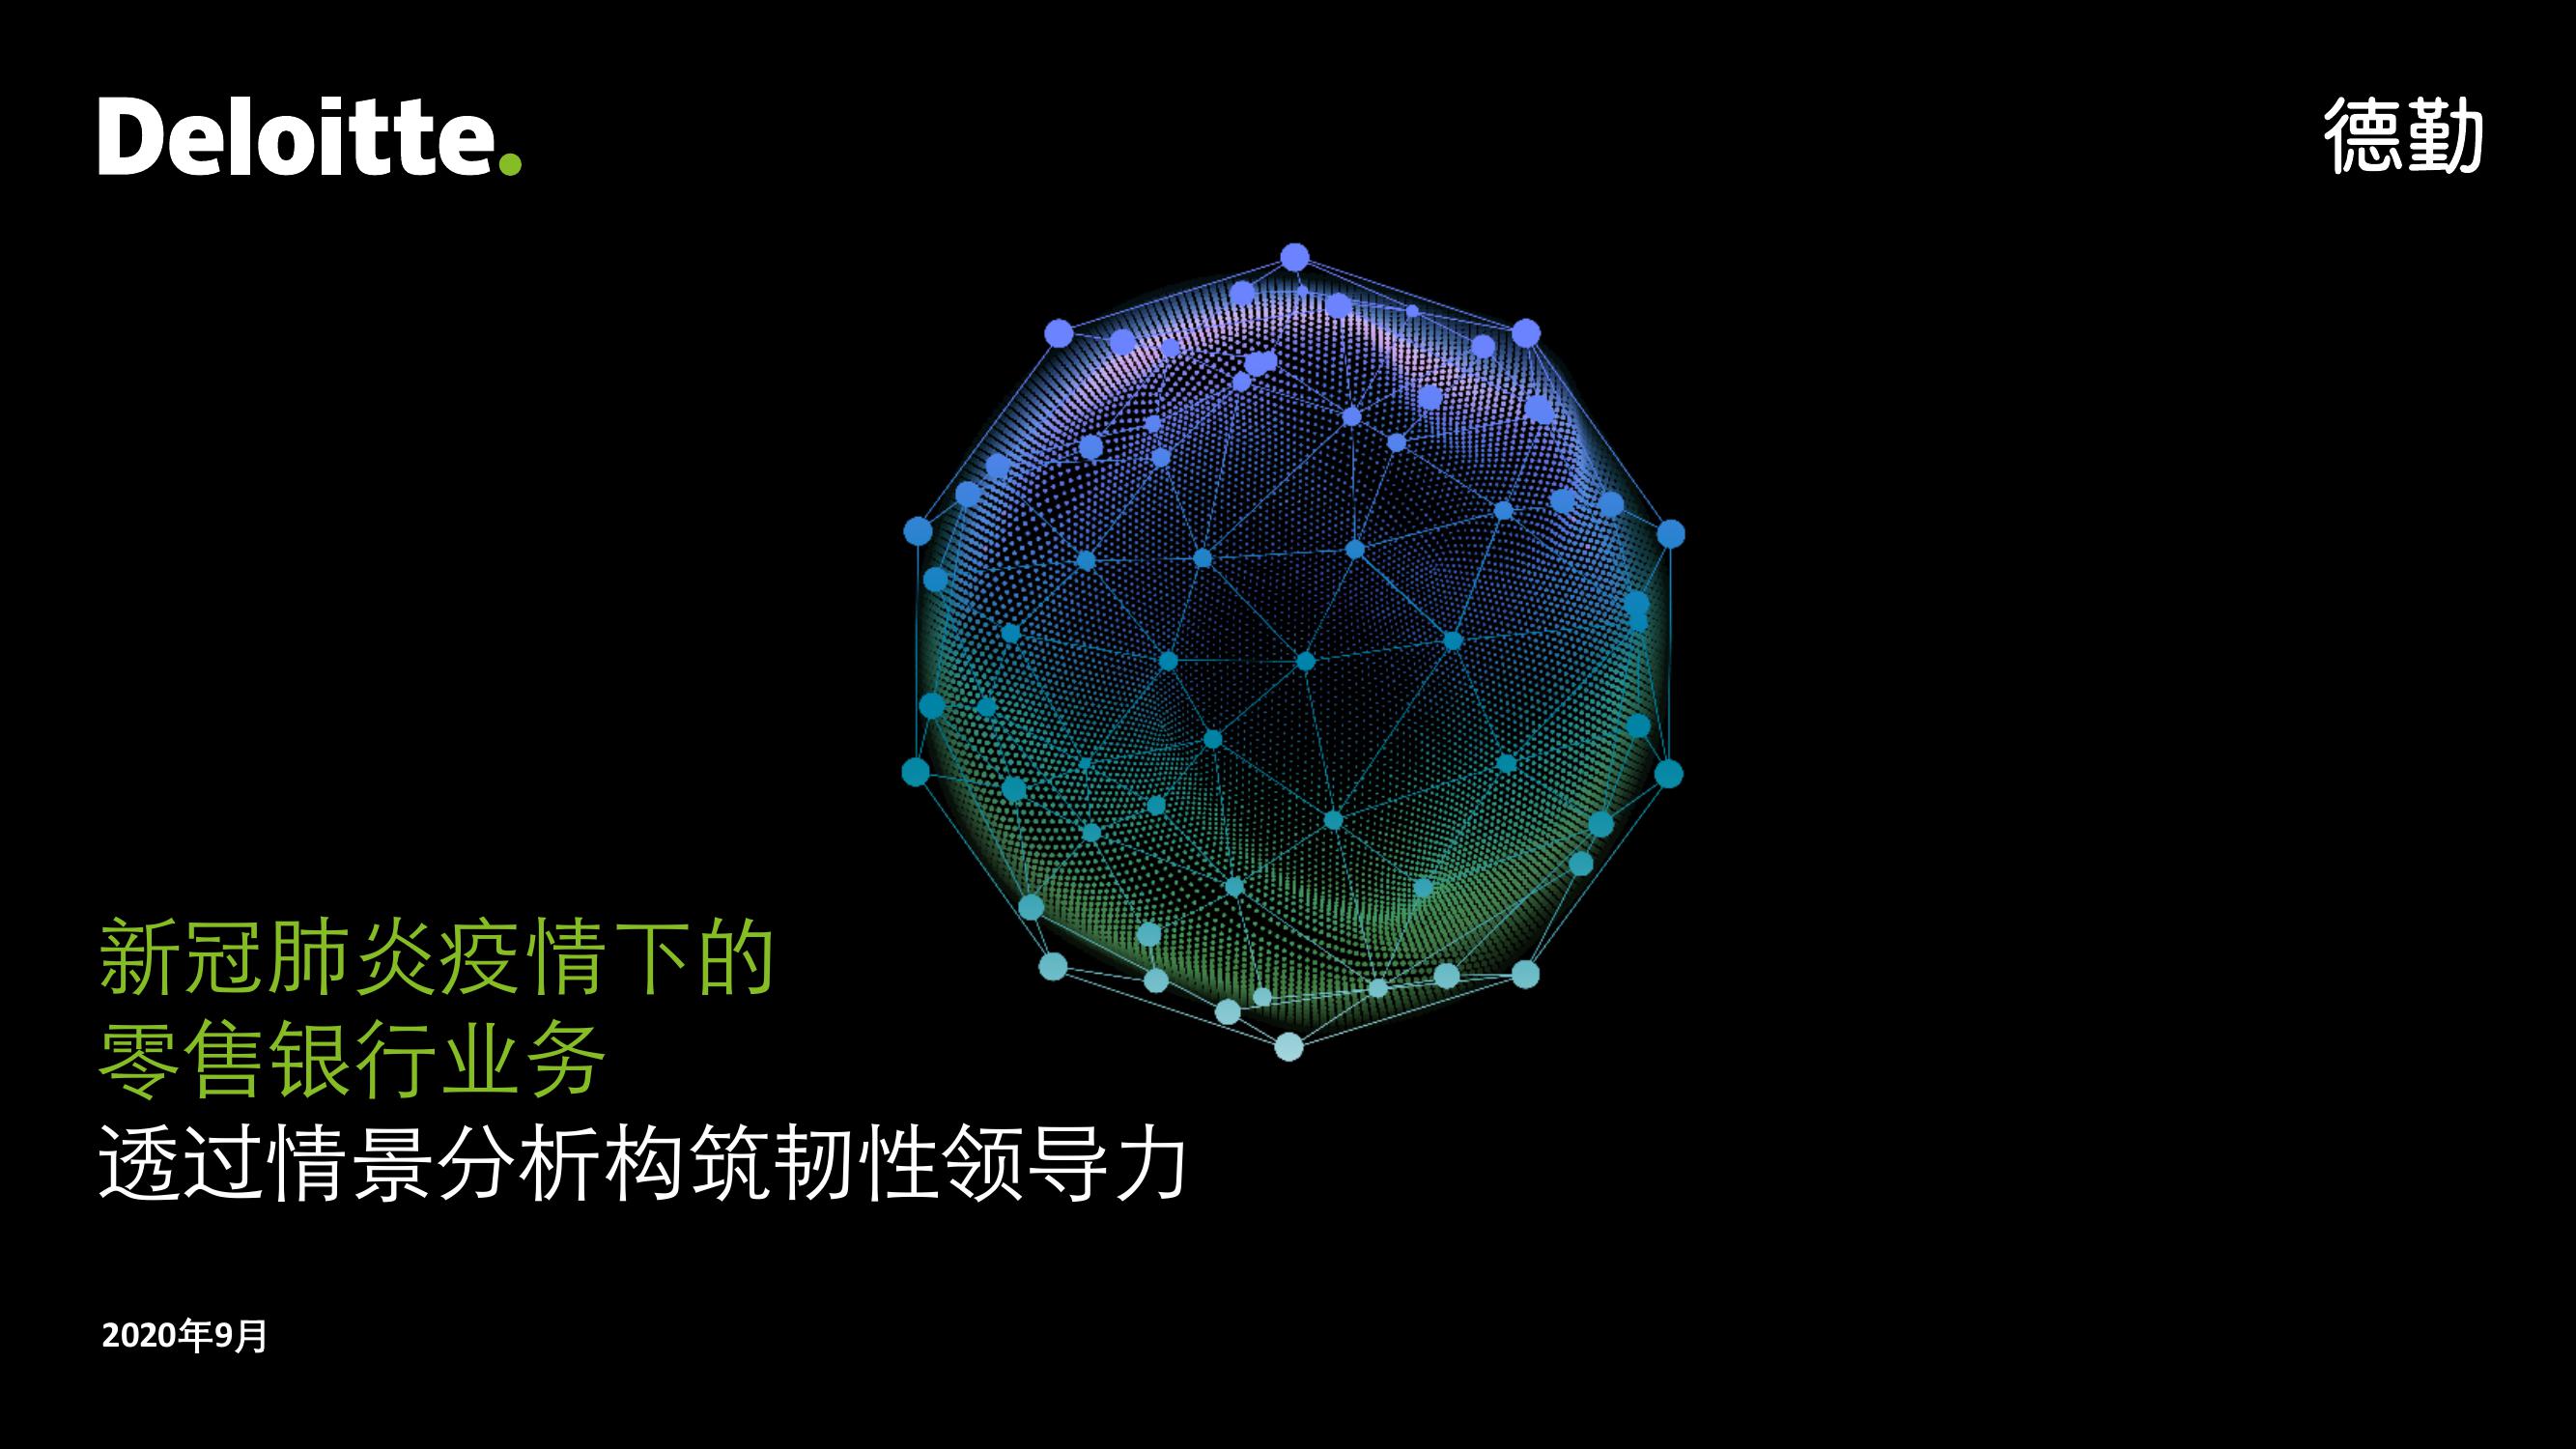 Deloitte.
德勤
新冠肺炎疫情下的
零售银行业务
透过情景分析构筑韧性领导力
2020年9月